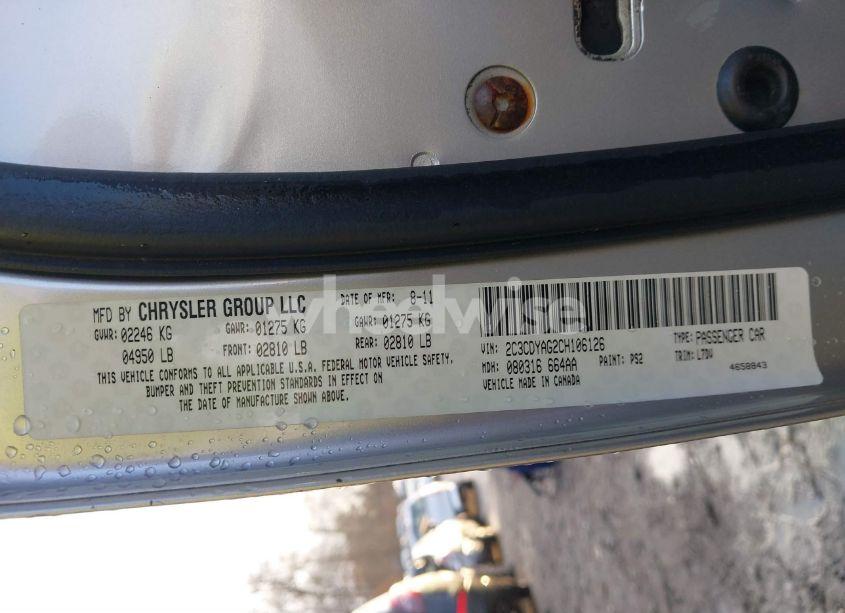 MFD BY CHRYSLER GROUP LLC DATE OF MFR: 8-11
GVWR: 02246 KG GAWR: 01275 KG GAWR: 01275 KG
04950 LB FRONT: 02810 LB REAR: 02810 LB
THIS VEHICLE CONFORMS TO ALL APPLICABLE U.S.A. FEDERAL MOTOR VEHICLE SAFETY,
BUMPER AND THEFT PREVENTION STANDARDS IN EFFECT ON
THE DATE OF MANUFACTURE SHOWN ABOVE.
VIN: 2C3CDYAG2CH106126 TYPE: PASSENGER CAR
MDH: 080316 664AA PAINT: PS2 TRIM: L7DV
VEHICLE MADE IN CANADA 4658843
wheelwise